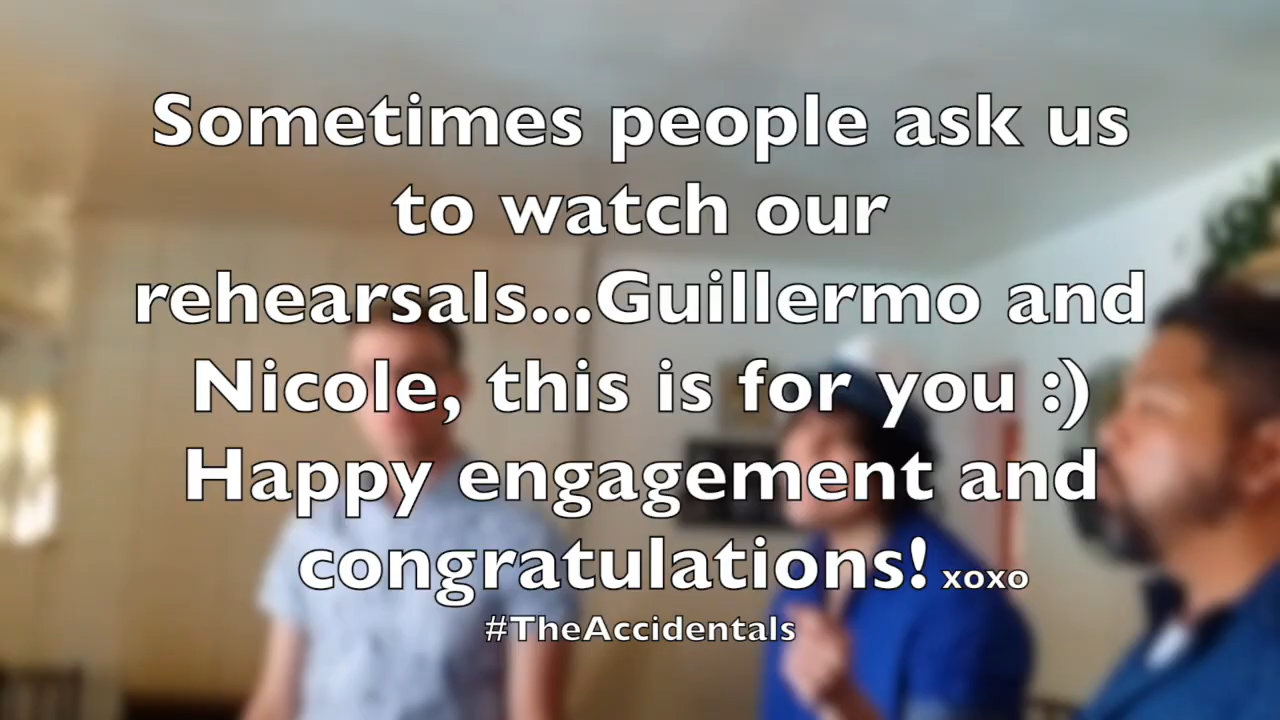 Sometimes people ask us
to watch our
rehearsals...Guillermo and
Nicole, this is for you :)
Happy engagement and
congratulations! xoxo
#TheAccidentals